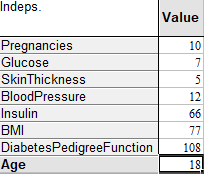 Indeps. Value
Pregnancies 10
Glucose 7
SkinThickness 5
BloodPressure 12
Insulin 66
BMI 77
DiabetesPedigreeFunction 108
Age 18